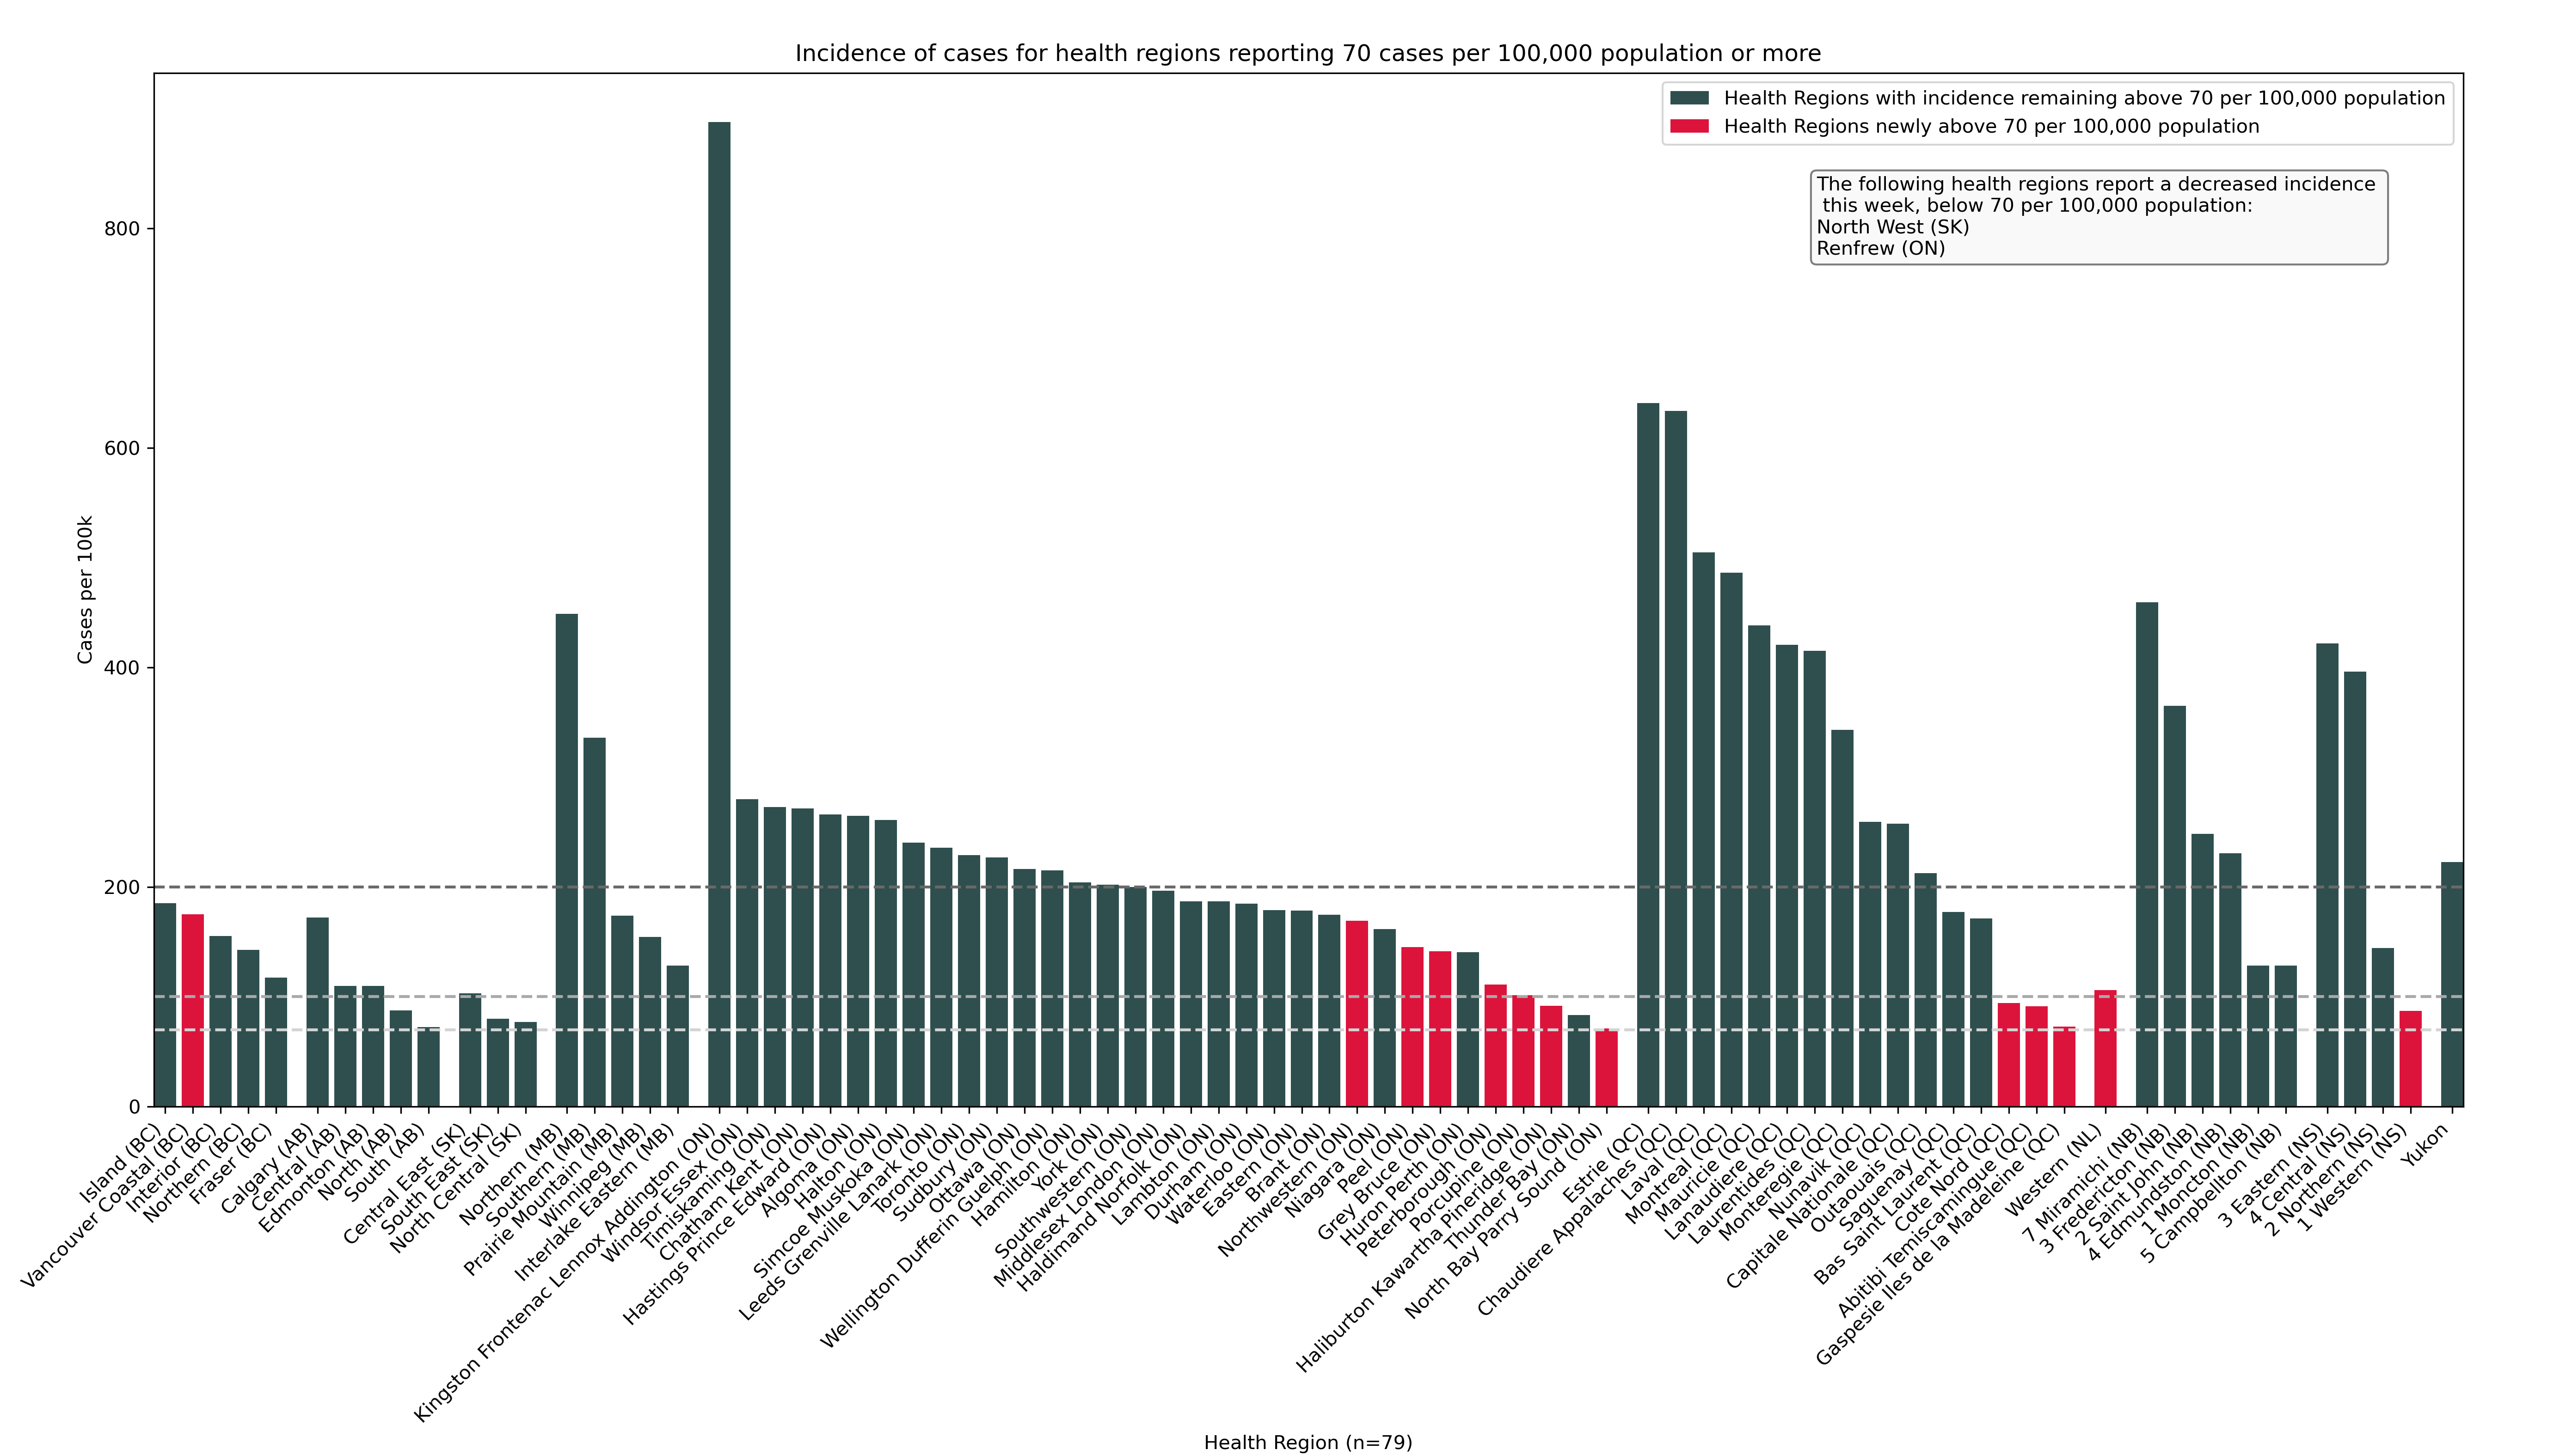 Incidence of cases for health regions reporting 70 cases per 100,000 population or more
Health Regions with incidence remaining above 70 per 100,000 population
Health Regions newly above 70 per 100,000 population
The following health regions report a decreased incidence
this week, below 70 per 100,000 population:
North West (SK)
Renfrew (ON)
Cases per 100k
800
600
400
200
0
Island (BC)
Vancouver Coastal (BC)
Interior (BC)
Northern (BC)
Fraser (BC)
Calgary (AB)
Central (AB)
Edmonton (AB)
North (AB)
South (AB)
Central East (SK)
South East (SK)
North Central (SK)
Northern (MB)
Southern (MB)
Prairie Mountain (MB)
Winnipeg (MB)
Interlake Eastern (MB)
Kingston Frontenac Lennox Addington (ON)
Windsor Essex (ON)
Timiskaming (ON)
Chatham Kent (ON)
Hastings Prince Edward (ON)
Algoma (ON)
Halton (ON)
Simcoe Muskoka (ON)
Leeds Grenville Lanark (ON)
Toronto (ON)
Sudbury (ON)
Ottawa (ON)
Wellington Dufferin Guelph (ON)
Hamilton (ON)
York (ON)
Southwestern (ON)
Middlesex London (ON)
Haldimand Norfolk (ON)
Lambton (ON)
Durham (ON)
Waterloo (ON)
Eastern (ON)
Brant (ON)
Northwestern (ON)
Niagara (ON)
Peel (ON)
Grey Bruce (ON)
Huron Perth (ON)
Peterborough (ON)
Porcupine (ON)
Haliburton Kawartha Pineridge (ON)
Thunder Bay (ON)
North Bay Parry Sound (ON)
Estrie (QC)
Chaudiere Appalaches (QC)
Laval (QC)
Montreal (QC)
Mauricie (QC)
Lanaudiere (QC)
Laurentides (QC)
Monteregie (QC)
Nunavik (QC)
Capitale Nationale (QC)
Outaouais (QC)
Saguenay (QC)
Bas Saint Laurent (QC)
Cote Nord (QC)
Abitibi Temiscamingue (QC)
Gaspesie Iles de la Madeleine (QC)
Western (NL)
7 Miramichi (NB)
3 Fredericton (NB)
2 Saint John (NB)
4 Edmundston (NB)
1 Moncton (NB)
5 Campbellton (NB)
3 Eastern (NS)
4 Central (NS)
2 Northern (NS)
1 Western (NS)
Yukon
Health Region (n=79)